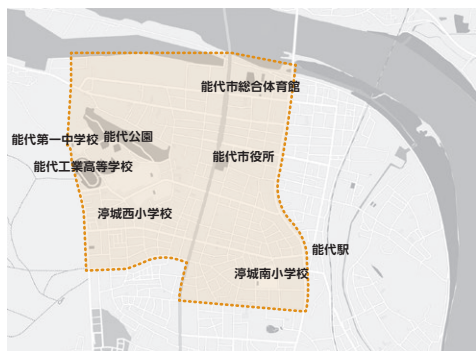 能代市総合体育館
能代公園
能代第一中学校
能代市役所
能代工業高等学校
渟城西小学校
能代駅
渟城南小学校